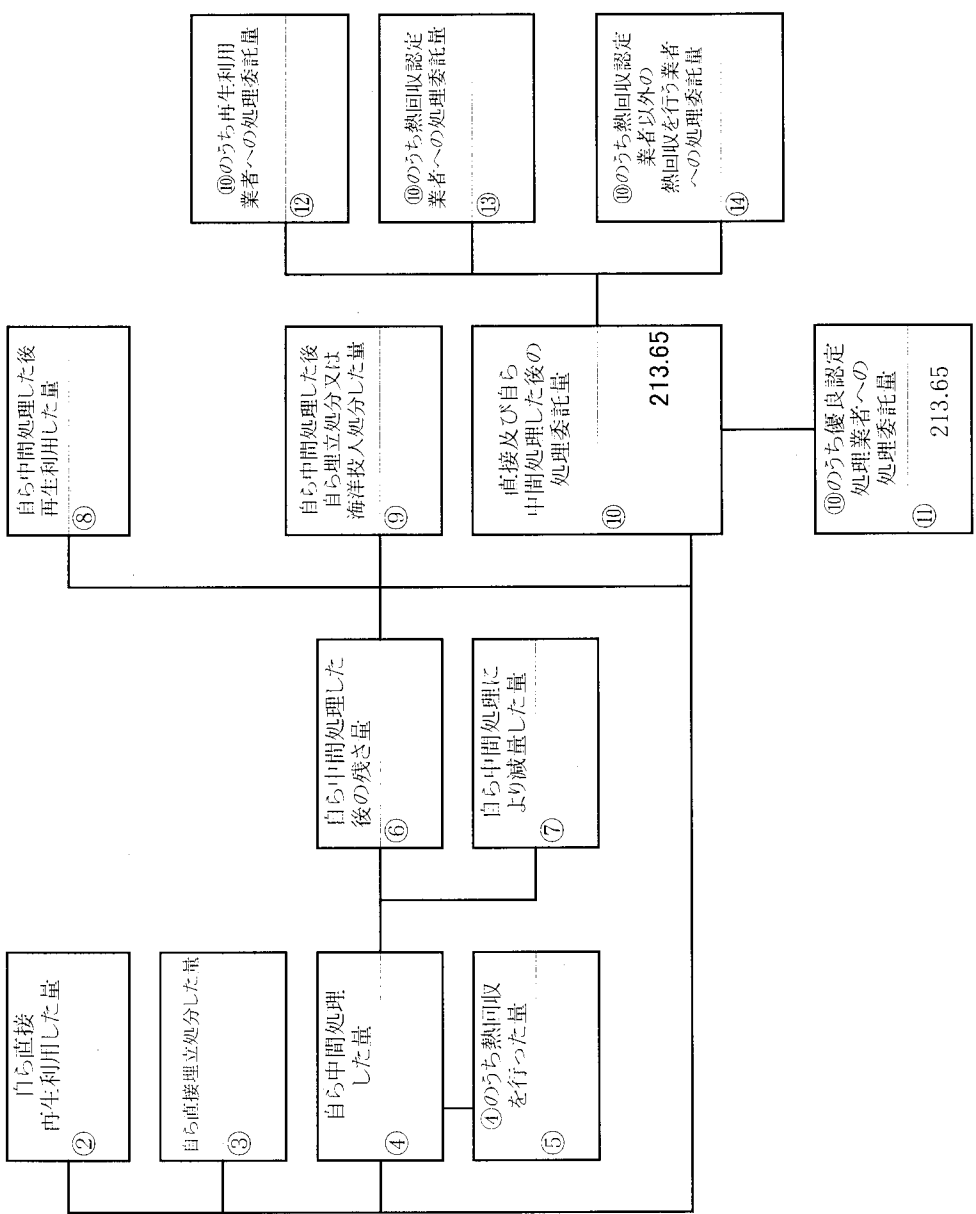 自ら直接
再生利用した量
②
自ら直接埋立処分した量
③
自ら中間処理
した量
④
④のうち熱回収
を行った量
⑤
自ら中間処理した
後の残さ量
⑥
自ら中間処理に
より減量した量
⑦
自ら中間処理した後
再生利用した量
⑧
自ら中間処理した後
自ら埋立処分又は
海洋投入処分した量
⑨
直接及び自ら
中間処理した後の
処理委託量
⑩
213.65
⑩のうち優良認定
処理業者への
処理委託量
⑪
213.65
⑩のうち再生利用
業者への処理委託量
⑫
⑩のうち熱回収認定
業者への処理委託量
⑬
⑩のうち熱回収認定
業者以外の
熱回収を行う業者
への処理委託量
⑭